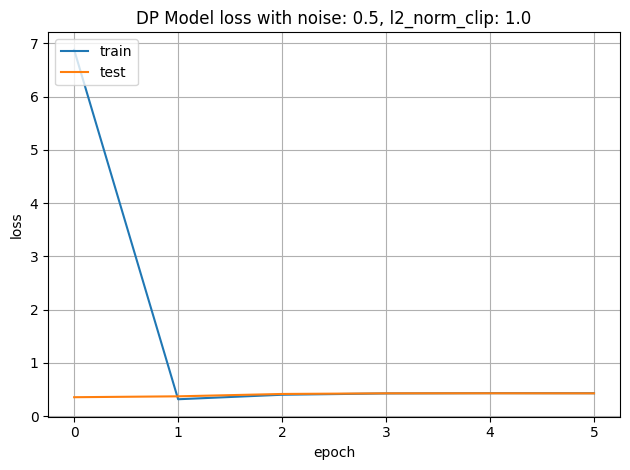 DP Model loss with noise: 0.5, l2_norm_clip: 1.0
train
test
7
6
5
4
3
2
1
0
loss
0 1 2 3 4 5
epoch